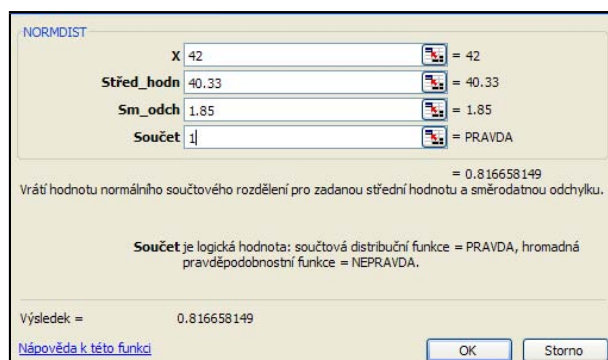 NORMDIST
X 42 = 42
Střed_hodn 40.33 = 40.33
Sm_odch 1.85 = 1.85
Součet 1 = PRAVDA
= 0.816658149
Vrátí hodnotu normálního součtového rozdělení pro zadanou střední hodnotu a směrodatnou odchylku.
Součet je logická hodnota: součtová distribuční funkce = PRAVDA, hromadná
pravděpodobnostní funkce = NEPRAVDA.
Výsledek = 0.816658149
Nápověda k této funkci OK Storno